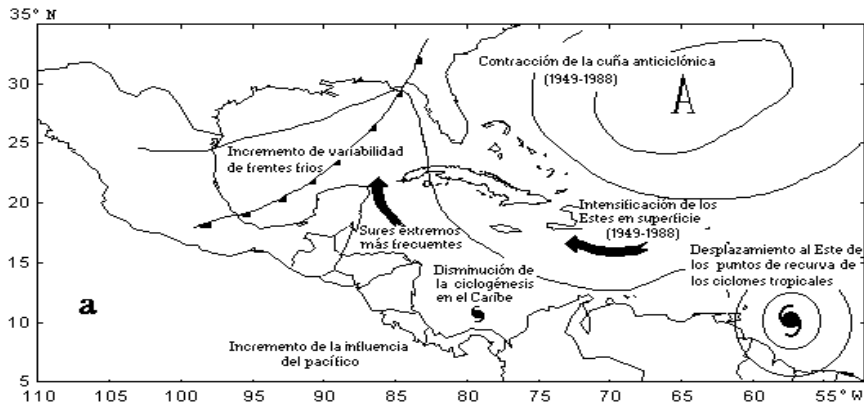 35° N
30
25
20
15
10
5
Contracción de la cuña anticiclónica
(1949-1988)
A
Incremento de variabilidad
de frentes frios
Intensificación de los
Estes en superficie
(1949-1988)
Sures extremos
más frecuentes
Desplazamiento al Este de
los puntos de recurva de
los ciclones tropicales
Disminución de
la ciclogénesis
en el Caribe
a
Incremento de la influencia
del pacífico
110 105 100 95 90 85 80 75 70 65 60 55° W